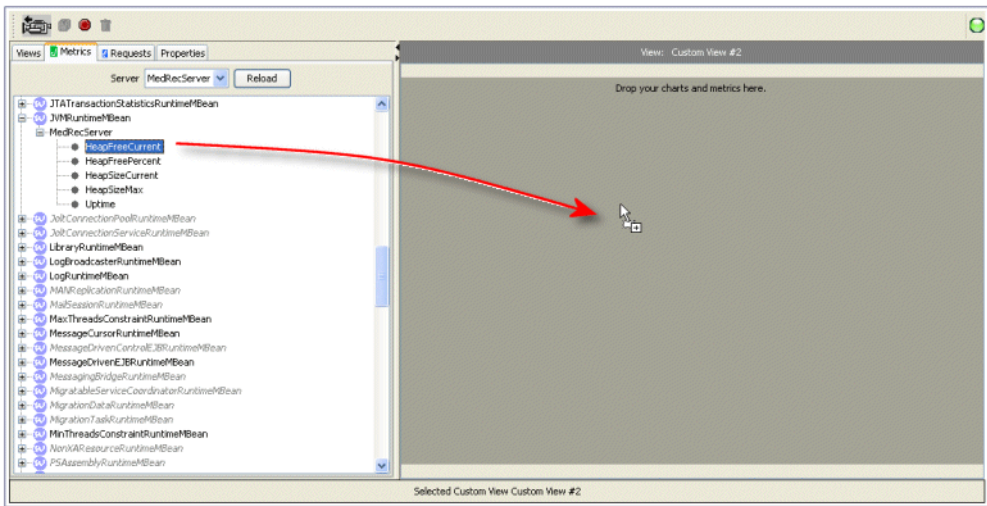 Views Metrics Requests Properties
View: Custom View #2
Server MedRecServer Reload
Drop your charts and metrics here.
JTATransactionStatisticsRuntimeMBean
JVMRuntimeMBean
MedRecServer
HeapFreeCurrent
HeapFreePercent
HeapSizeCurrent
HeapSizeMax
Uptime
JoltConnectionPoolRuntimeMBean
JoltConnectionServiceRuntimeMBean
LibraryRuntimeMBean
LogBroadcasterRuntimeMBean
LogRuntimeMBean
MANReplicationRuntimeMBean
MailSessionRuntimeMBean
MaxThreadsConstraintRuntimeMBean
MessageCursorRuntimeMBean
MessageDrivenControlEJBRuntimeMBean
MessageDrivenEJBRuntimeMBean
MessagingBridgeRuntimeMBean
MigratableServiceCoordinatorRuntimeMBean
MigrationDataRuntimeMBean
MigrationTaskRuntimeMBean
MinThreadsConstraintRuntimeMBean
NonXAResourceRuntimeMBean
PSAssemblyRuntimeMBean
Selected Custom View Custom View #2